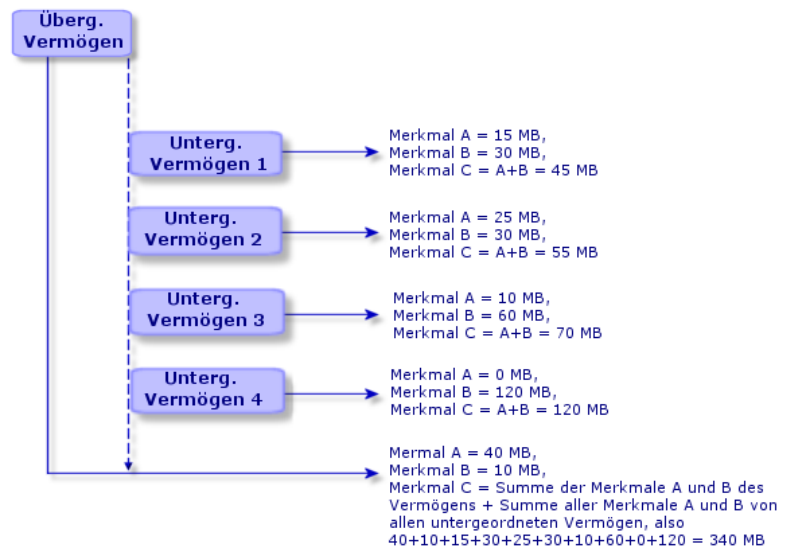 Überg.
Vermögen
Unterg.
Vermögen 1
Merkmal A = 15 MB,
Merkmal B = 30 MB,
Merkmal C = A+B = 45 MB
Unterg.
Vermögen 2
Merkmal A = 25 MB,
Merkmal B = 30 MB,
Merkmal C = A+B = 55 MB
Unterg.
Vermögen 3
Merkmal A = 10 MB,
Merkmal B = 60 MB,
Merkmal C = A+B = 70 MB
Unterg.
Vermögen 4
Merkmal A = 0 MB,
Merkmal B = 120 MB,
Merkmal C = A+B = 120 MB
Mermal A = 40 MB,
Merkmal B = 10 MB,
Merkmal C = Summe der Merkmale A und B des
Vermögens + Summe aller Merkmale A und B von
allen untergeordneten Vermögen, also
40+10+15+30+25+30+10+60+0+120 = 340 MB